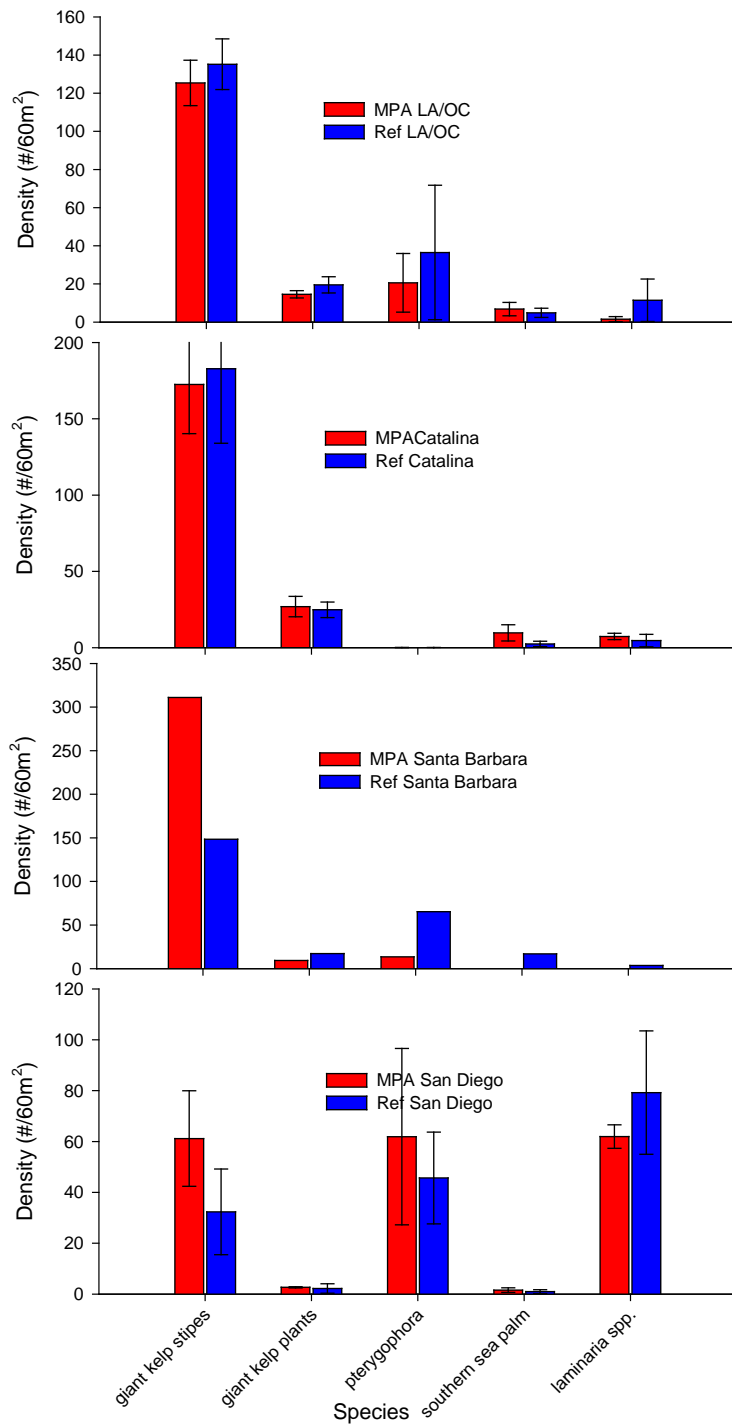 160
140
120
100
80
60
40
20
0
Density (#/60m²)
MPA LA/OC
Ref LA/OC
200
150
100
50
0
Density (#/60m²)
MPACatalina
Ref Catalina
350
300
250
200
150
100
50
0
Density (#/60m²)
MPA Santa Barbara
Ref Santa Barbara
120
100
80
60
40
20
0
Density (#/60m²)
MPA San Diego
Ref San Diego
giant kelp stipes
giant kelp plants
pterygophora
southern sea palm
laminaria spp.
Species